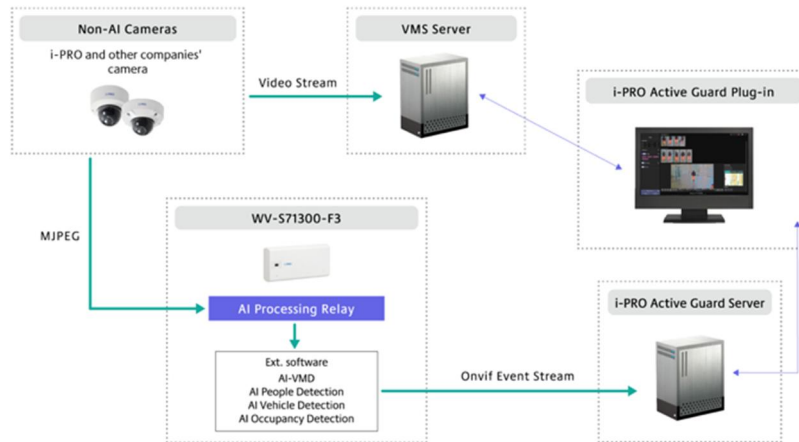 Non-AI Cameras
i-PRO and other companies'
camera
Video Stream
VMS Server
i-PRO Active Guard Plug-in
MJPEG
WV-S71300-F3
AI Processing Relay
Ext. software
AI-VMD
AI People Detection
AI Vehicle Detection
AI Occupancy Detection
Onvif Event Stream
i-PRO Active Guard Server